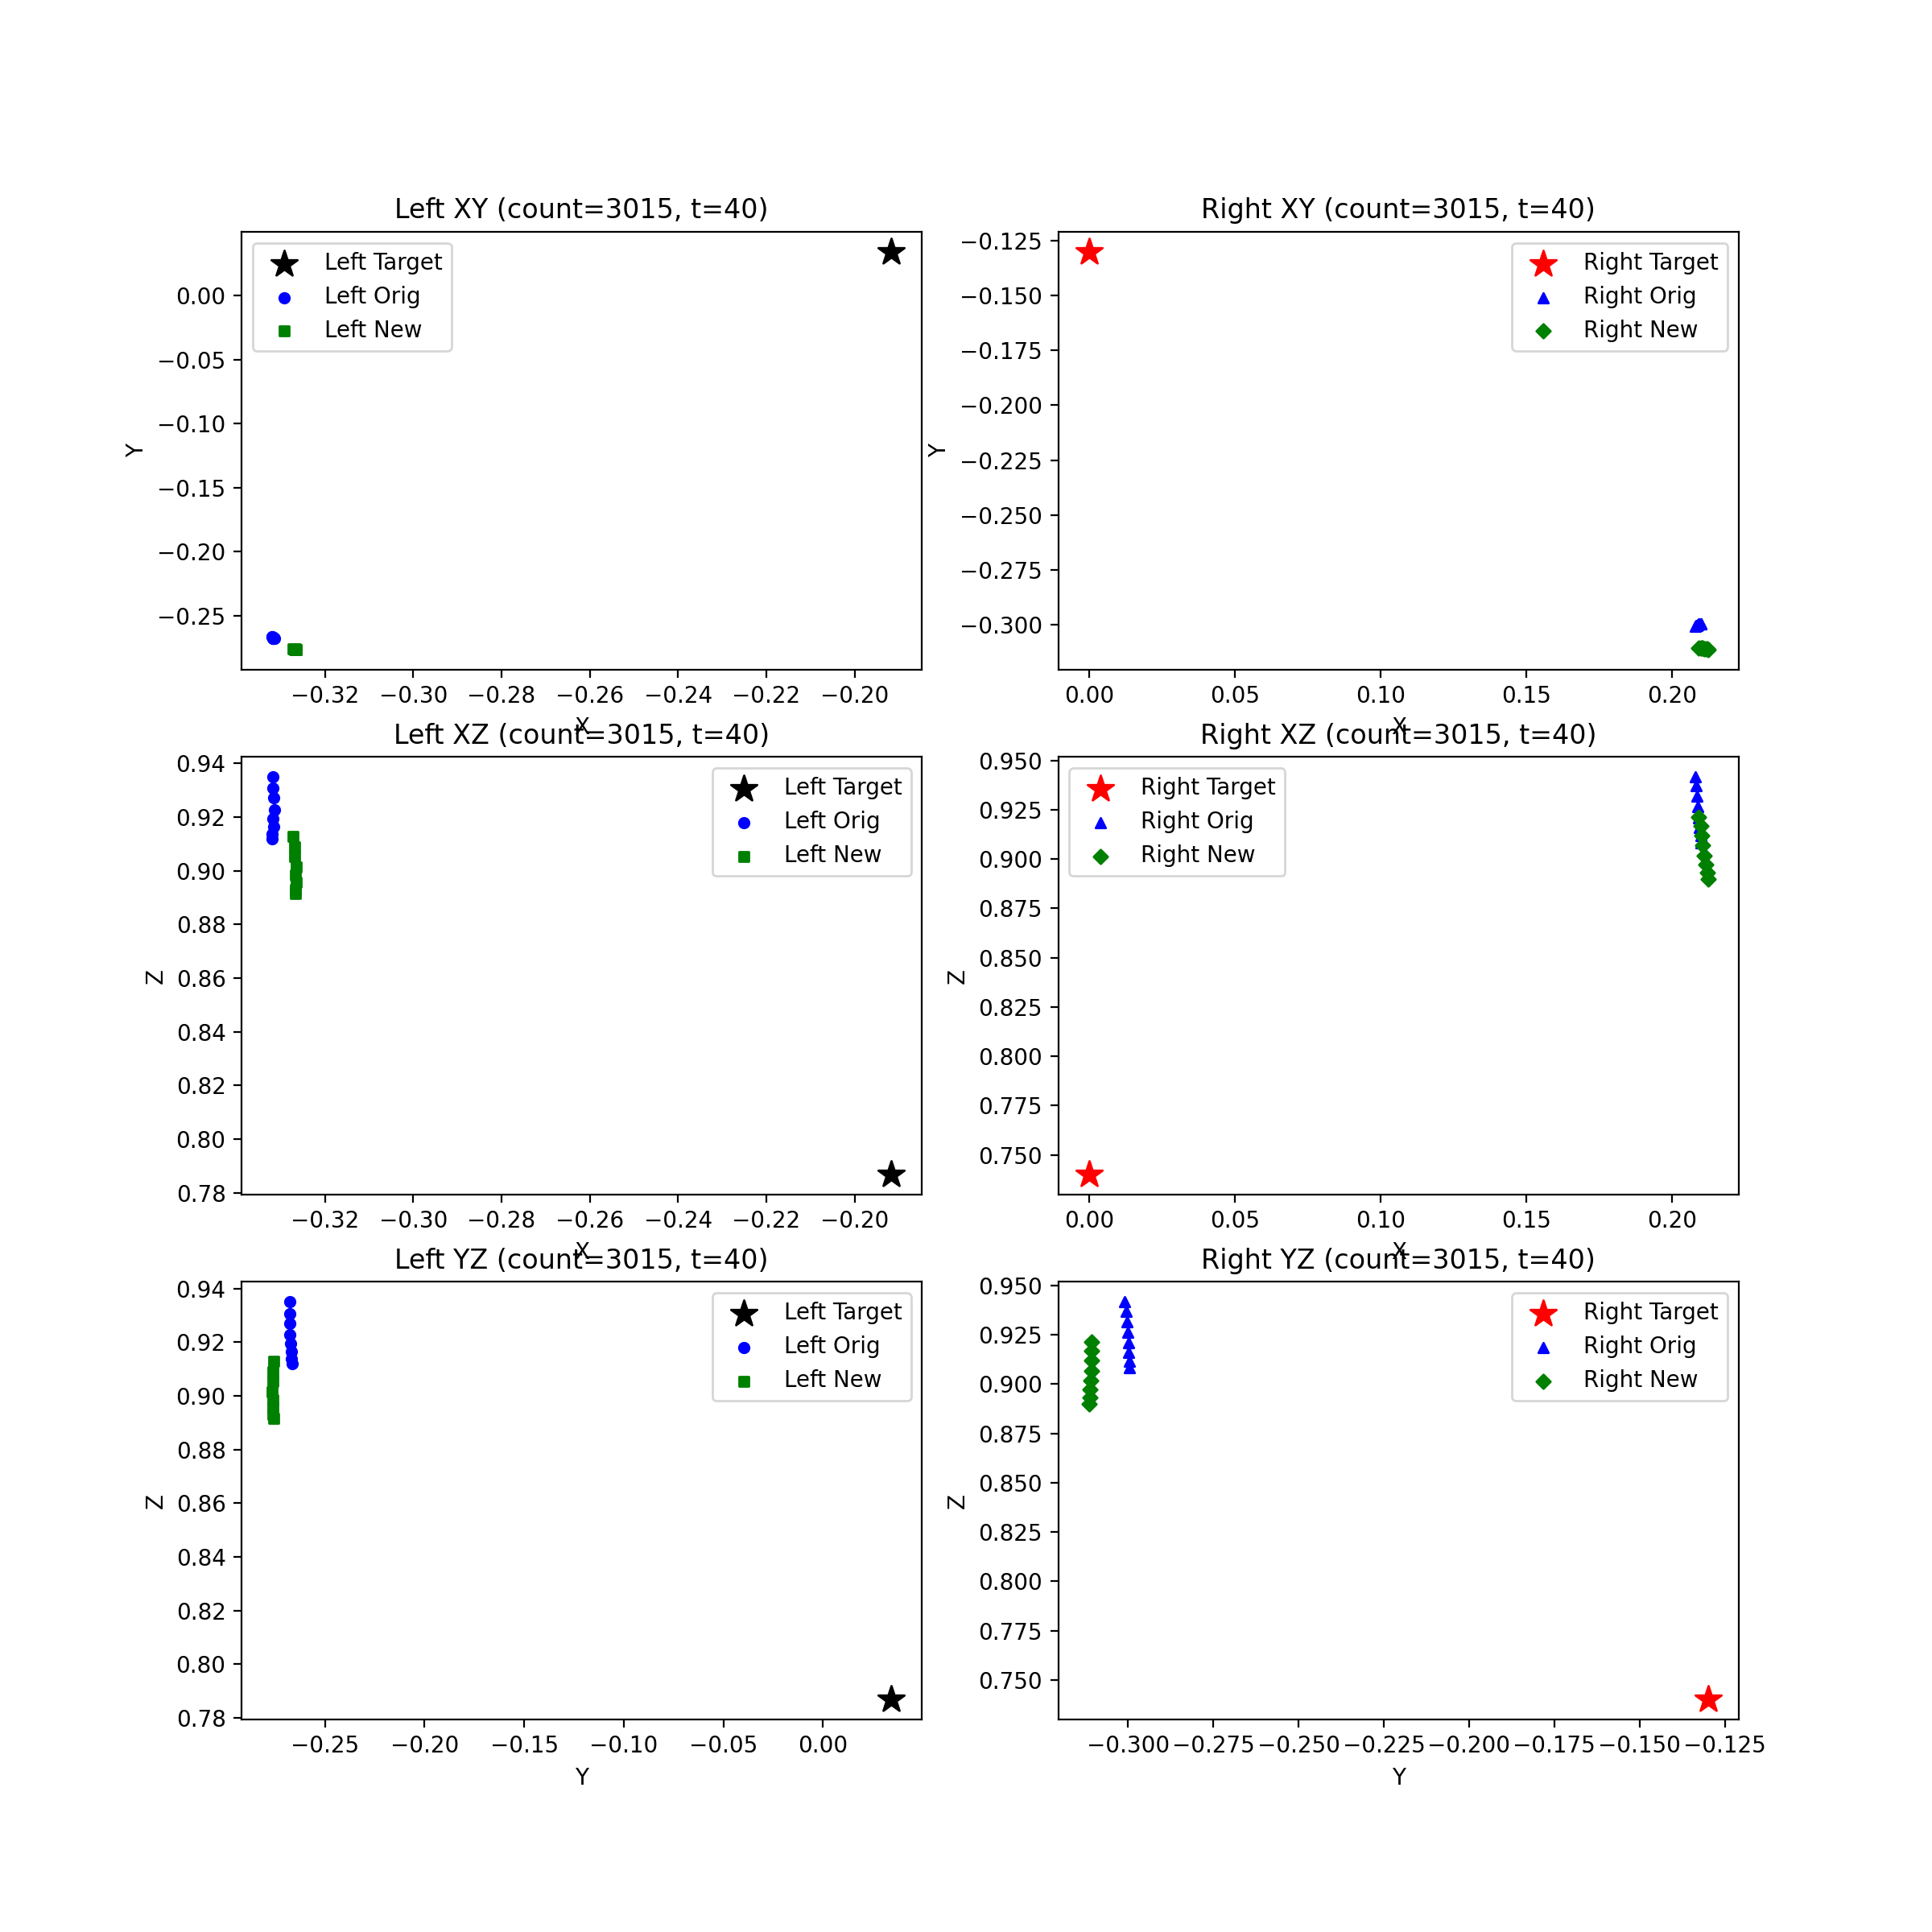 Left XY (count=3015, t=40)
Left Target
Left Orig
Left New
Y
0.00
−0.05
−0.10
−0.15
−0.20
−0.25
−0.32 −0.30 −0.28 −0.26 −0.24 −0.22 −0.20
X
Right XY (count=3015, t=40)
Right Target
Right Orig
Right New
Y
−0.125
−0.150
−0.175
−0.200
−0.225
−0.250
−0.275
−0.300
0.00 0.05 0.10 0.15 0.20
X
Left XZ (count=3015, t=40)
Left Target
Left Orig
Left New
Z
0.94
0.92
0.90
0.88
0.86
0.84
0.82
0.80
0.78
−0.32 −0.30 −0.28 −0.26 −0.24 −0.22 −0.20
X
Right XZ (count=3015, t=40)
Right Target
Right Orig
Right New
Z
0.950
0.925
0.900
0.875
0.850
0.825
0.800
0.775
0.750
0.00 0.05 0.10 0.15 0.20
X
Left YZ (count=3015, t=40)
Left Target
Left Orig
Left New
Z
0.94
0.92
0.90
0.88
0.86
0.84
0.82
0.80
0.78
−0.25 −0.20 −0.15 −0.10 −0.05 0.00
Y
Right YZ (count=3015, t=40)
Right Target
Right Orig
Right New
Z
0.950
0.925
0.900
0.875
0.850
0.825
0.800
0.775
0.750
−0.300 −0.275 −0.250 −0.225 −0.200 −0.175 −0.150 −0.125
Y